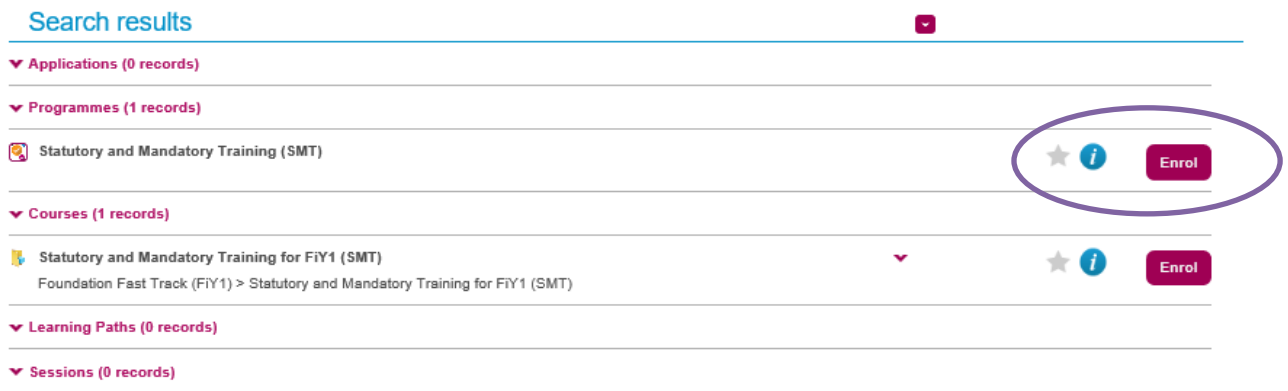 Search results
Applications (0 records)
Programmes (1 records)
Statutory and Mandatory Training (SMT)
i
Enrol
Courses (1 records)
Statutory and Mandatory Training for FiY1 (SMT)
i
Enrol
Foundation Fast Track (FiY1) > Statutory and Mandatory Training for FiY1 (SMT)
Learning Paths (0 records)
Sessions (0 records)